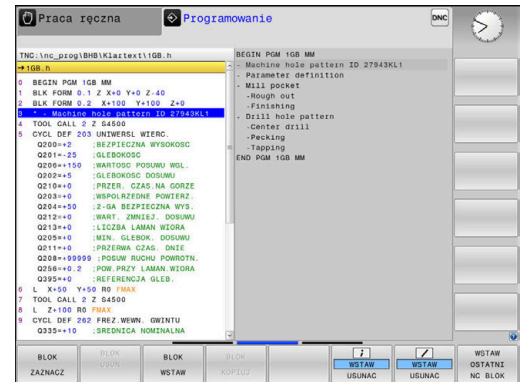 Praca ręczna
Programowanie
DNC
TNC:\nc_prog\BHB\Klartext\1GB.h
→1GB.h
0 BEGIN PGM 1GB MM
1 BLK FORM 0.1 Z X+0 Y+0 Z-40
2 BLK FORM 0.2 X+100 Y+100 Z+0
3 * - Machine hole pattern ID 27943KL1
4 TOOL CALL 2 Z S4500
5 CYCL DEF 203 UNIWERSL WIERC.
Q200=+2 ;BEZPIECZNA WYSOKOSC
Q201=-25 ;GLEBOKOSC
Q206=+150 ;WARTOSC POSUWU WGL.
Q202=+5 ;GLEBOKOSC DOSUWU
Q210=+0 ;PRZER. CZAS.NA GORZE
Q203=+0 ;WSPOLRZEDNE POWIERZ.
Q204=+50 ;2-GA BEZPIECZNA WYS.
Q212=+0 ;WART. ZMNIEJ. DOSUWU
Q213=+0 ;LICZBA LAMAN WIORA
Q205=+0 ;MIN. GLEBOK. DOSUWU
Q211=+0 ;PRZERWA CZAS. DNIE
Q208=+99999 ;POSUW RUCHU POWROTN.
Q256=+0.2 ;POW.PRZY LAMAN.WIORA
Q395=+0 ;REFERENCJA GLEB.
6 L X+50 Y+50 R0 FMAX
7 TOOL CALL 2 Z S4500
8 L Z+100 R0 FMAX
9 CYCL DEF 262 FREZ.WEWN. GWINTU
Q335=+10 ;SREDNICA NOMINALNA
BEGIN PGM 1GB MM
- Machine hole pattern ID 27943KL1
- Parameter definition
- Mill pocket
-Rough out
-Finishing
- Drill hole pattern
-Center drill
-Pecking
-Tapping
END PGM 1GB MM
BLOK
ZAZNACZ
BLOK
USUN
BLOK
WSTAW
BLOK
KOPIUJ
WSTAW
USUNAC
WSTAW
USUNAC
WSTAW
OSTATNI
NC BLOK